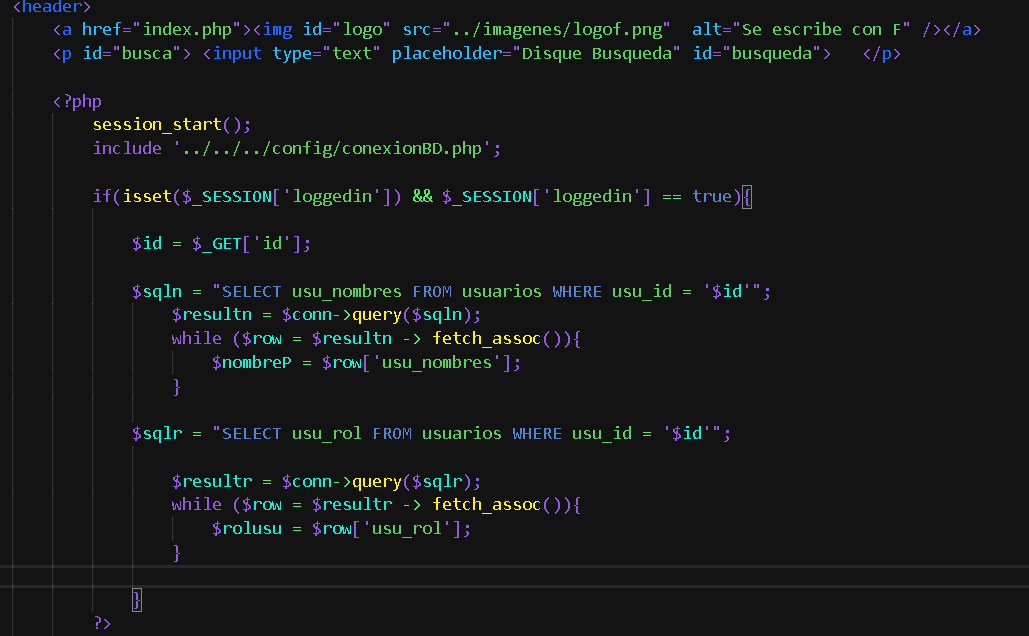 <header>
<a href="index.php"><img id="logo" src="../imagenes/logof.png"  alt="Se escribe con F" /></a>
<p id="busca"> <input type="text" placeholder="Disque Busqueda" id="busqueda">   </p>
<?php
session_start();
include '../../../config/conexionBD.php';
if(isset($_SESSION['loggedin']) && $_SESSION['loggedin'] == true){
$id = $_GET['id'];
$sqln = "SELECT usu_nombres FROM usuarios WHERE usu_id = '$id'";
$resultn = $conn->query($sqln);
while ($row = $resultn -> fetch_assoc()){
$nombreP = $row['usu_nombres'];
}
$sqlr = "SELECT usu_rol FROM usuarios WHERE usu_id = '$id'";
$resultr = $conn->query($sqlr);
while ($row = $resultr -> fetch_assoc()){
$rolusu = $row['usu_rol'];
}
}
?>